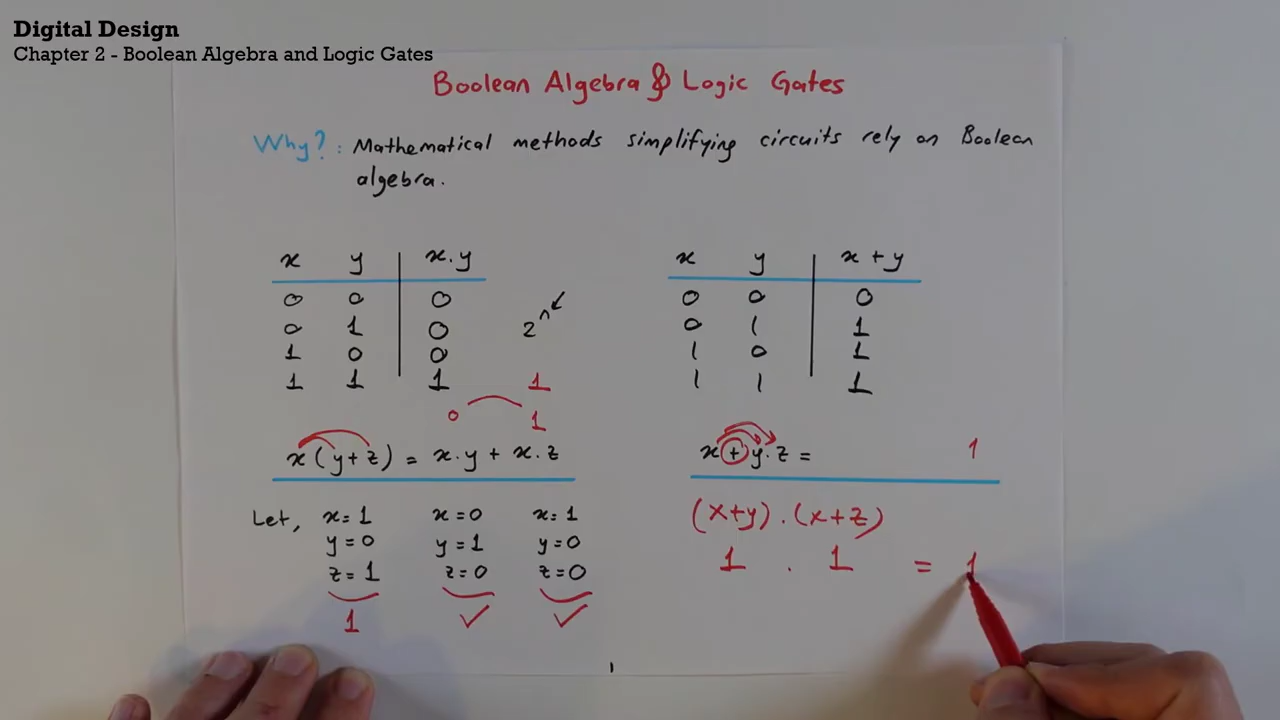 Digital Design
Chapter 2 - Boolean Algebra and Logic Gates
Boolean Algebra & Logic Gates
Why? : Mathematical methods simplifying circuits rely on Boolean
algebra.
x y x.y
0 0 0
0 1 0
1 0 0
1 1 1
2^n
1
0 1
x y x + y
0 0 0
0 1 1
1 0 1
1 1 1
x(y+z) = x.y + x.z
Let, x=1 x=0 x=1
y=0 y=1 y=0
z=1 z=0 z=0
1 ✓ ✓
x+y.z = 1
(x+y).(x+z)
1 . 1 = 1
1